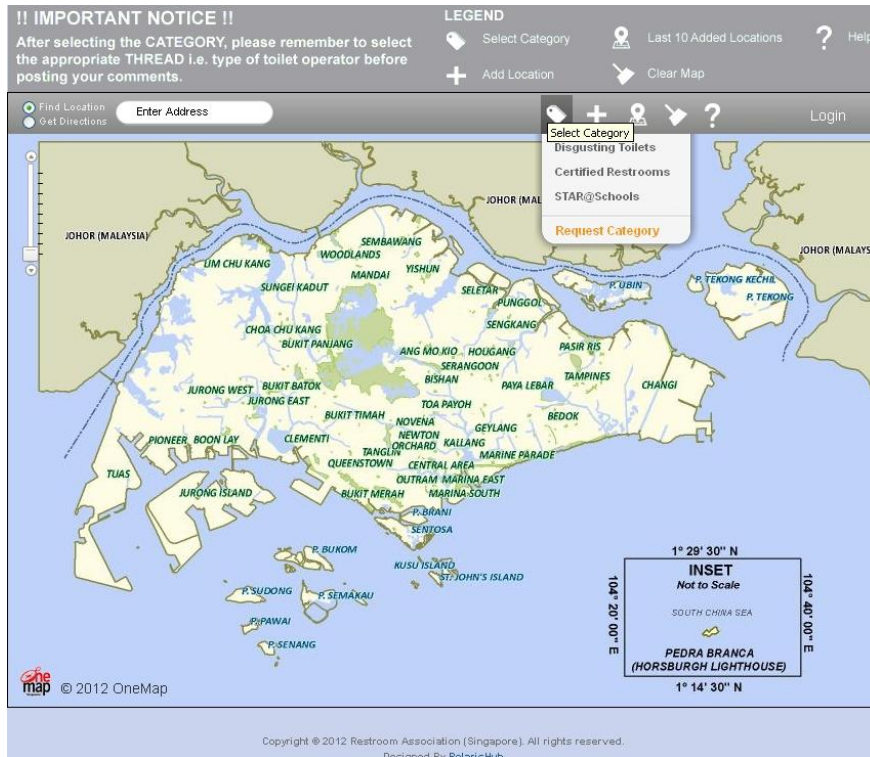 !! IMPORTANT NOTICE !!
After selecting the CATEGORY, please remember to select
the appropriate THREAD i.e. type of toilet operator before
posting your comments.
LEGEND
Select Category
Last 10 Added Locations
Help
Add Location
Clear Map
Find Location
Get Directions
Enter Address
Login
Select Category
Disgusting Toilets
Certified Restrooms
STAR@Schools
Request Category
JOHOR (MALAYSIA)
JOHOR (MAL
JOHOR (MALAYS
SEMBAWANG
WOODLANDS
LIM CHU KANG
MANDAI
YISHUN
SUNGEI KADUT
SELETAR
PUNGGOL
P. UBIN
P. TEKONG KECHIL
P. TEKONG
SENGKANG
CHOA CHU KANG
BUKIT PANJANG
ANG MO KIO
HOUGANG
PASIR RIS
SERANGOON
BISHAN
TAMPINES
JURONG WEST
BUKIT BATOK
PAYA LEBAR
CHANGI
JURONG EAST
TOA PAYOH
BUKIT TIMAH
BEDOK
NOVENA
GEYLANG
PIONEER
BOON LAY
CLEMENTI
NEWTON
ORCHARD
KALLANG
TANGLIN
MARINE PARADE
QUEENSTOWN
CENTRAL AREA
TUAS
OUTRAM
MARINA EAST
JURONG ISLAND
BUKIT MERAH
MARINA SOUTH
P. BRANI
SENTOSA
P. BUKOM
KUSU ISLAND
ST. JOHN'S ISLAND
P. SUDONG
P. SEMAKAU
P. PAWAI
P. SENANG
1° 29' 30" N
INSET
Not to Scale
104° 20' 00" E
104° 40' 00" E
SOUTH CHINA SEA
PEDRA BRANCA
(HORSBURGH LIGHTHOUSE)
1° 14' 30" N
One
map
© 2012 OneMap
Copyright © 2012 Restroom Association (Singapore). All rights reserved.
Designed By PolarisHub